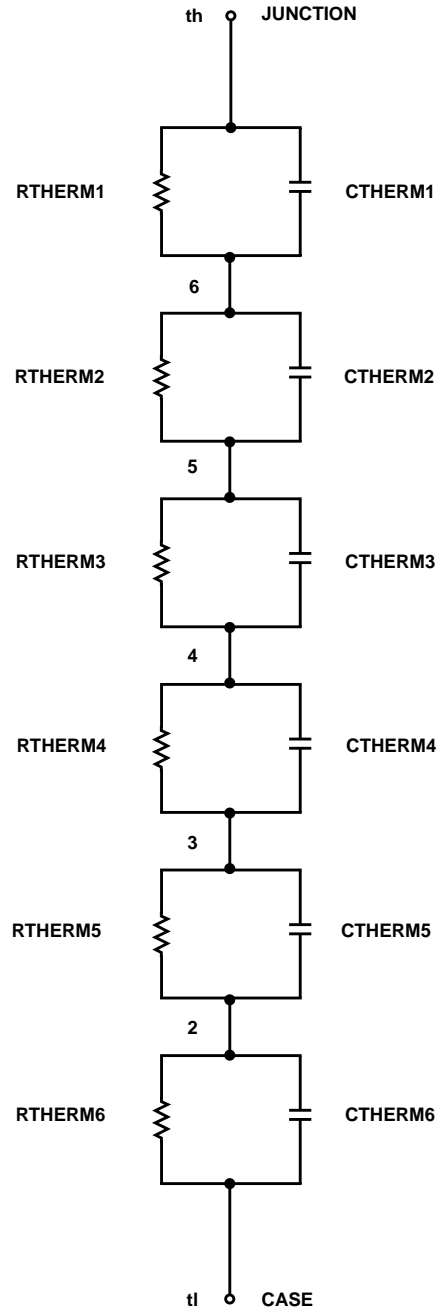 th JUNCTION
RTHERM1 CTHERM1
6
RTHERM2 CTHERM2
5
RTHERM3 CTHERM3
4
RTHERM4 CTHERM4
3
RTHERM5 CTHERM5
2
RTHERM6 CTHERM6
tl CASE